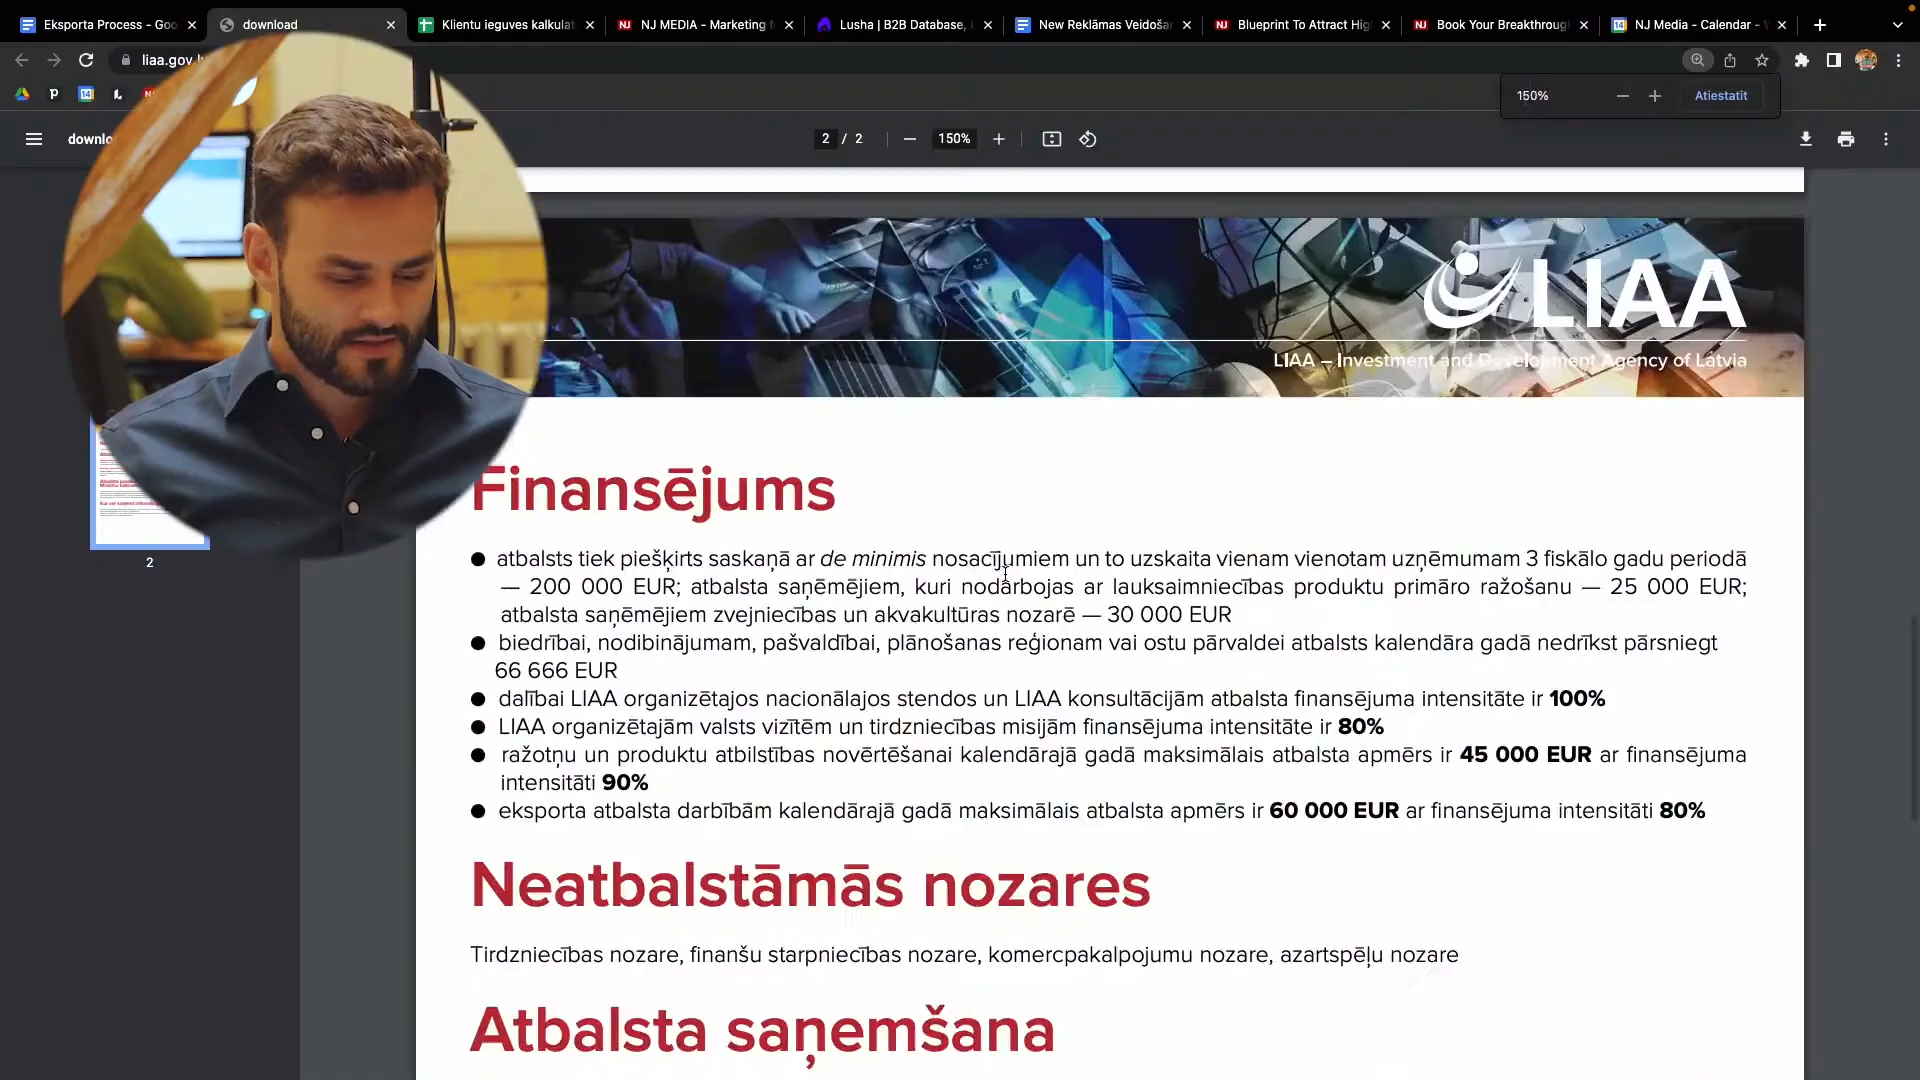 Eksporta Process - Goo
download
Klientu ieguves kalkula
NJ MEDIA - Marketing
Lusha | B2B Database,
New Reklāmas Veidoša
Blueprint To Attract Hig
Book Your Breakthroug
NJ Media - Calendar -
liaa.gov.
150%
Atiestatīt
downlo
2 / 2
150%
LIAA
LIAA – Investment and Development Agency of Latvia
2
Finansējums
● atbalsts tiek piešķirts saskaņā ar de minimis nosacījumiem un to uzskaita vienam vienotam uzņēmumam 3 fiskālo gadu periodā
— 200 000 EUR; atbalsta saņēmējiem, kuri nodarbojas ar lauksaimniecības produktu primāro ražošanu — 25 000 EUR;
atbalsta saņēmējiem zvejniecības un akvakultūras nozarē — 30 000 EUR
● biedrībai, nodibinājumam, pašvaldībai, plānošanas reģionam vai ostu pārvaldei atbalsts kalendāra gadā nedrīkst pārsniegt
66 666 EUR
● dalībai LIAA organizētajos nacionālajos stendos un LIAA konsultācijām atbalsta finansējuma intensitāte ir 100%
● LIAA organizētajām valsts vizītēm un tirdzniecības misijām finansējuma intensitāte ir 80%
● ražotņu un produktu atbilstības novērtēšanai kalendārajā gadā maksimālais atbalsta apmērs ir 45 000 EUR ar finansējuma
intensitāti 90%
● eksporta atbalsta darbībām kalendārajā gadā maksimālais atbalsta apmērs ir 60 000 EUR ar finansējuma intensitāti 80%
Neatbalstāmās nozares
Tirdzniecības nozare, finanšu starpniecības nozare, komercpakalpojumu nozare, azartspēļu nozare
Atbalsta saņemšana